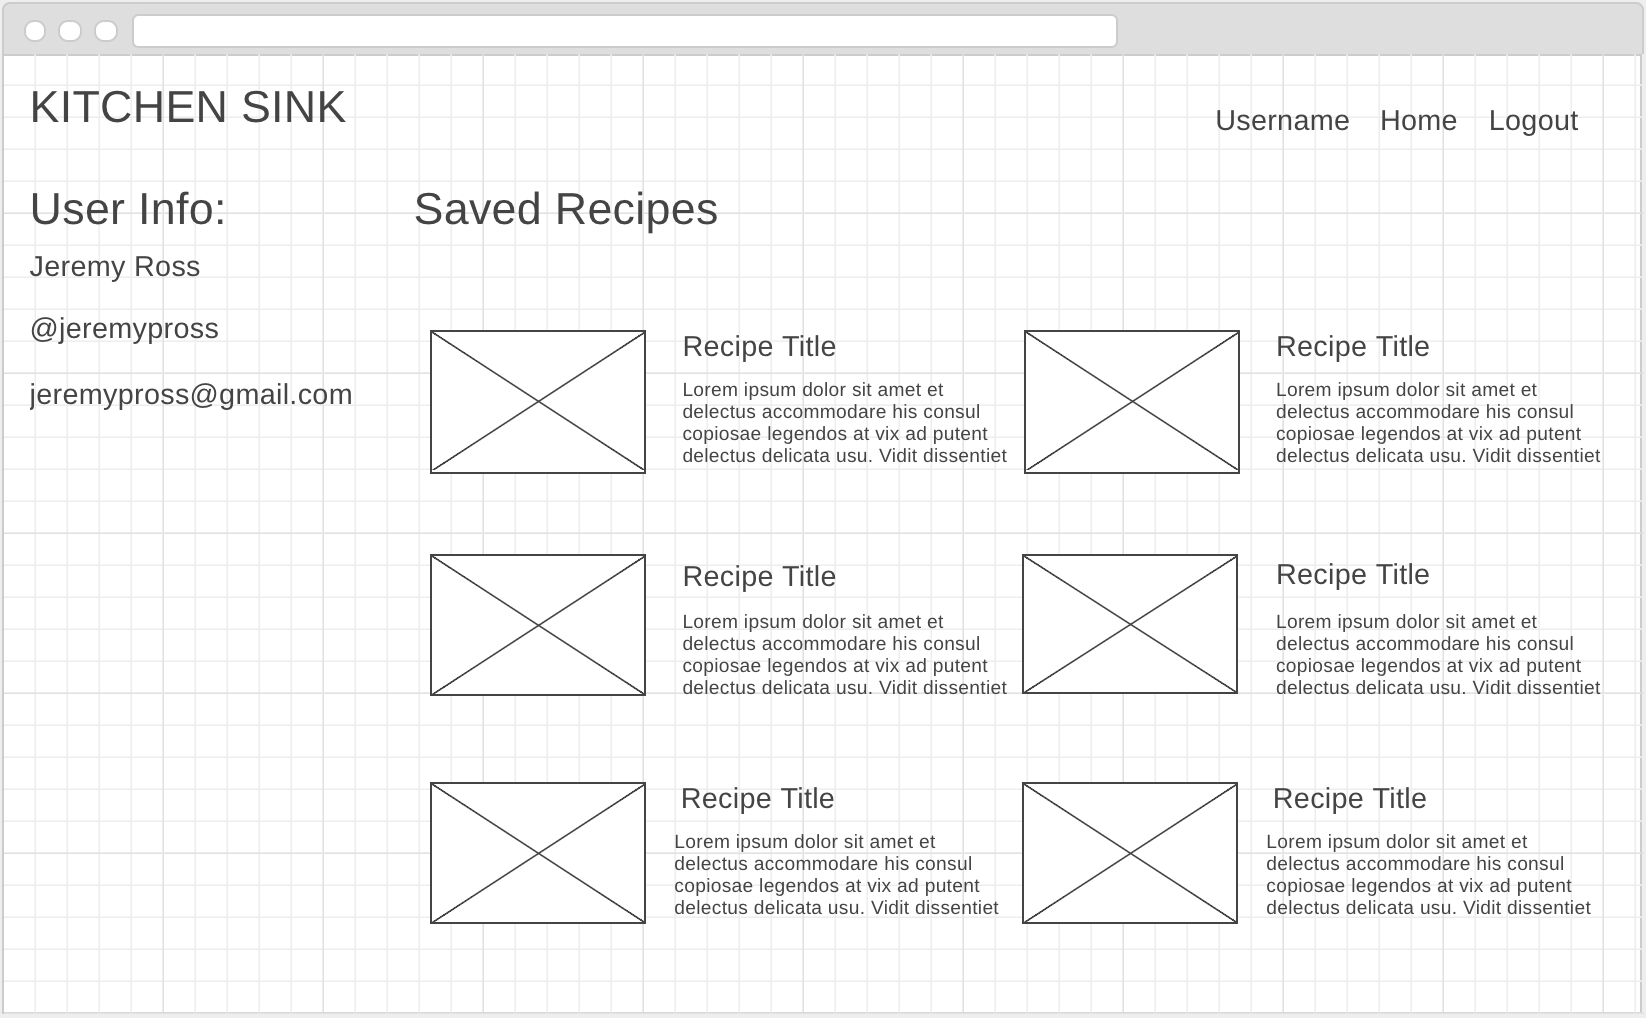 KITCHEN SINK
Username Home Logout
User Info:
Jeremy Ross
@jeremypross
jeremypross@gmail.com
Saved Recipes
Recipe Title
Lorem ipsum dolor sit amet et
delectus accommodare his consul
copiosae legendos at vix ad putent
delectus delicata usu. Vidit dissentiet
Recipe Title
Lorem ipsum dolor sit amet et
delectus accommodare his consul
copiosae legendos at vix ad putent
delectus delicata usu. Vidit dissentiet
Recipe Title
Lorem ipsum dolor sit amet et
delectus accommodare his consul
copiosae legendos at vix ad putent
delectus delicata usu. Vidit dissentiet
Recipe Title
Lorem ipsum dolor sit amet et
delectus accommodare his consul
copiosae legendos at vix ad putent
delectus delicata usu. Vidit dissentiet
Recipe Title
Lorem ipsum dolor sit amet et
delectus accommodare his consul
copiosae legendos at vix ad putent
delectus delicata usu. Vidit dissentiet
Recipe Title
Lorem ipsum dolor sit amet et
delectus accommodare his consul
copiosae legendos at vix ad putent
delectus delicata usu. Vidit dissentiet